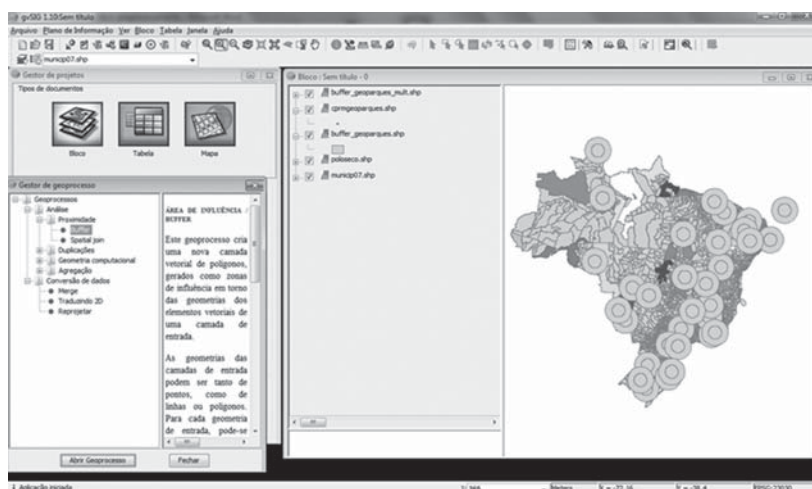 gvSIG 1.10:Sem título
Arquivo Plano de Informação Ver Bloco Tabela Janela Ajuda
municip07.shp
Gestor de projetos
Tipos de documentos
Bloco Tabela Mapa
Gestor de geoprocesso
Geoprocessos
Análise
Proximidade
Buffer
Spatial join
Duplicações
Geometria computacional
Agregação
Conversão de dados
Merge
Traduzindo 2D
Reprojetar
ÁREA DE INFLUÊNCIA /
BUFFER
Este geoprocesso cria
uma nova camada
vetorial de polígonos,
gerados como zonas
de influência em torno
das geometrias dos
elementos vetoriais de
uma camada de
entrada.
As geometrias das
camadas de entrada
podem ser tanto de
pontos, como de
linhas ou polígonos.
Para cada geometria
de entrada, pode-se
Abrir Geoprocesso Fechar
Bloco : Sem título - 0
buffer_geoparques_mult.shp
cprmgeoparques.shp
buffer_geoparques.shp
poloseco.shp
municip07.shp
Aplicação iniciada
Metros